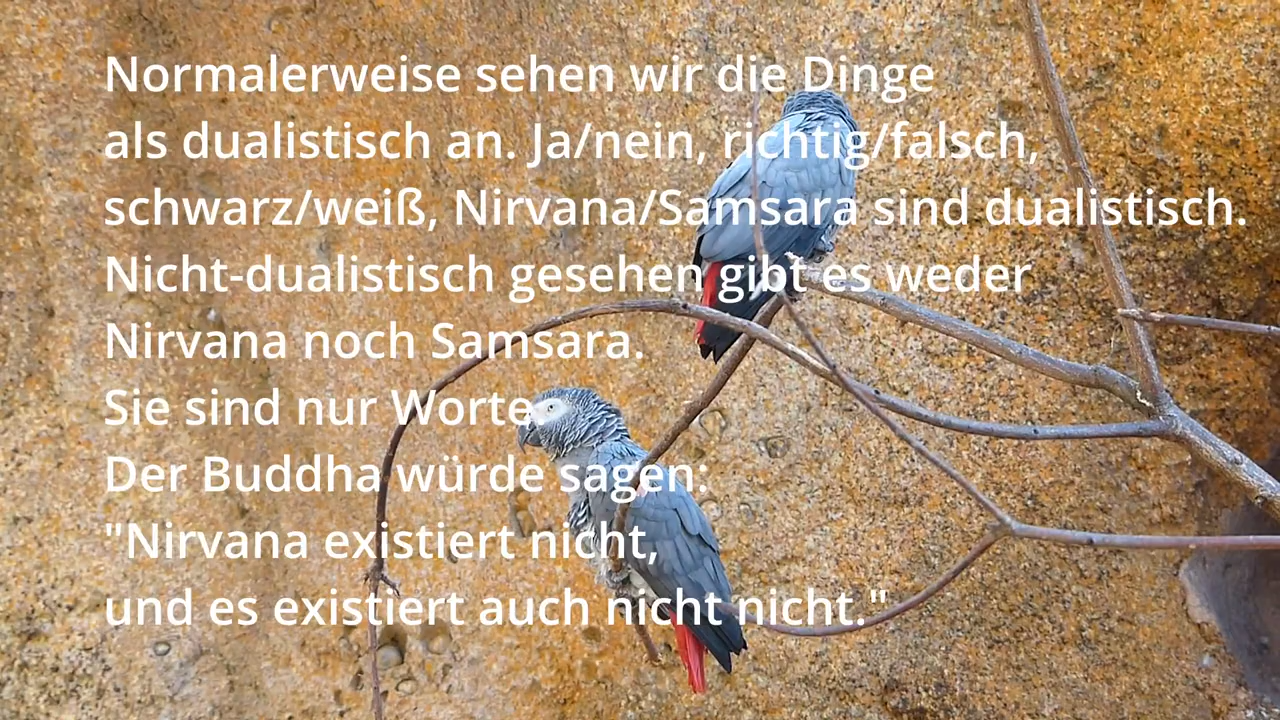 Normalerweise sehen wir die Dinge
als dualistisch an. Ja/nein, richtig/falsch,
schwarz/weiß, Nirvana/Samsara sind dualistisch.
Nicht-dualistisch gesehen gibt es weder
Nirvana noch Samsara.
Sie sind nur Worte
Der Buddha würde sagen:
"Nirvana existiert nicht,
und es existiert auch nicht nicht."